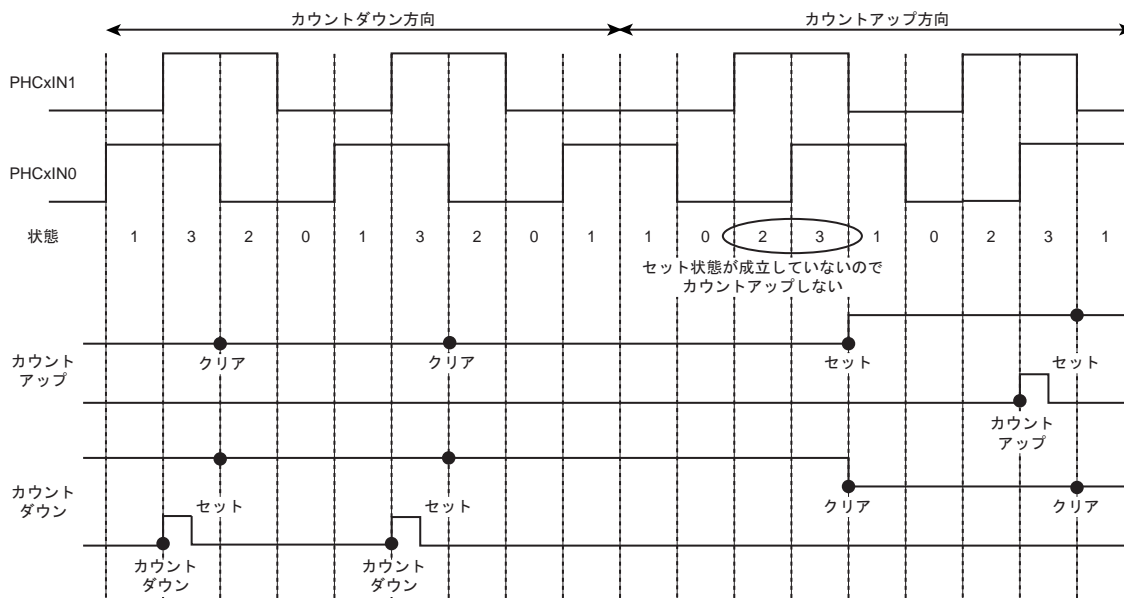 カウントダウン方向 カウントアップ方向
PHCxIN1
PHCxIN0
状態 1 3 2 0 1 3 2 0 1 1 0 2 3 1 0 2 3 1
セット状態が成立していないので
カウントアップしない
カウント
アップ
クリア クリア セット セット
カウント
アップ
カウント
ダウン
セット セット クリア クリア
カウント
ダウン
カウント
ダウン